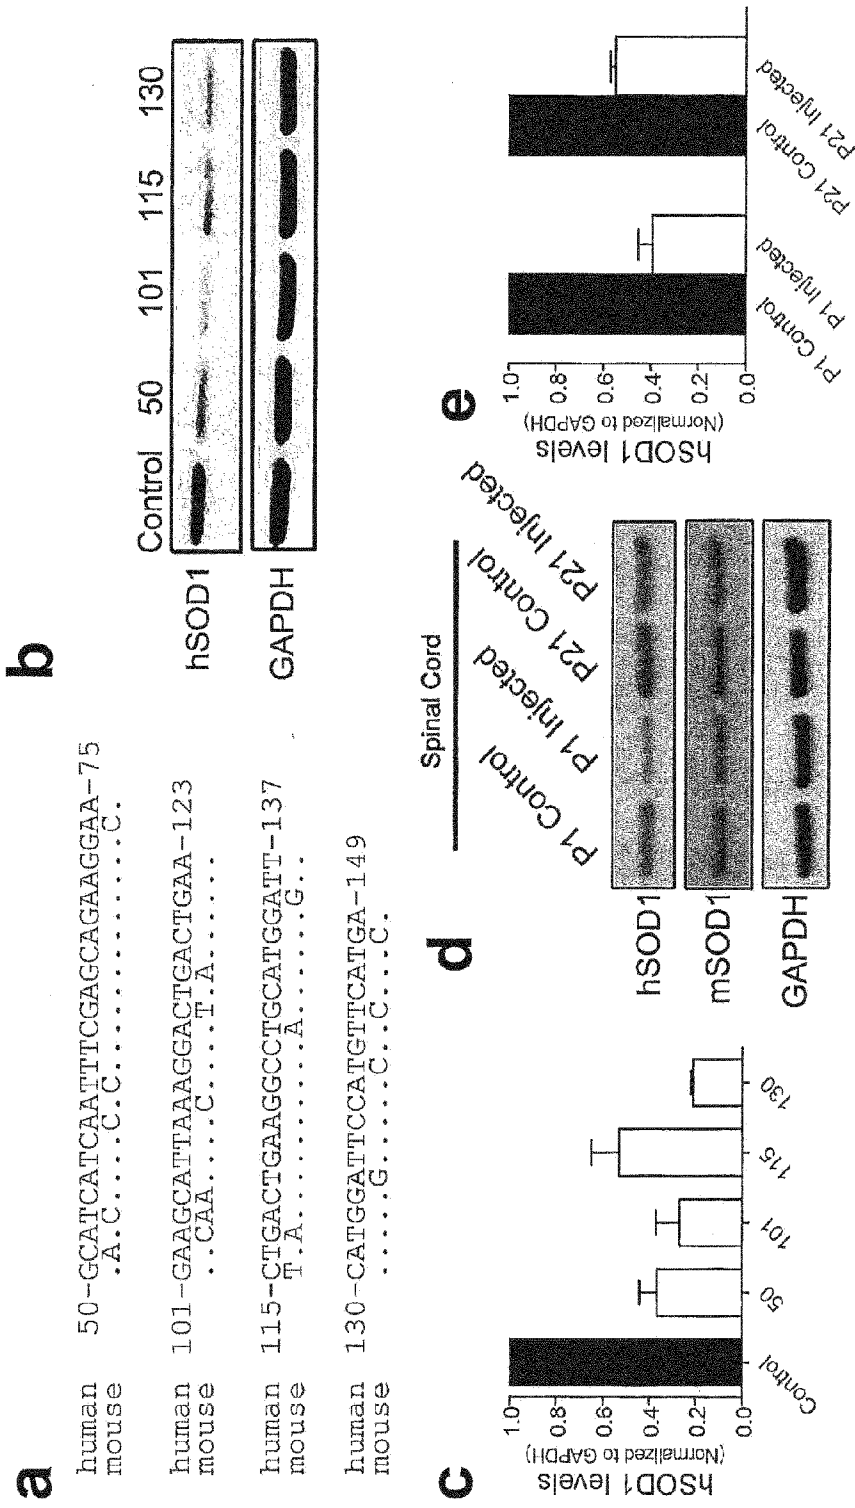 a
human 50-GCATCATCAATTTCGAGCAGAAGGAA-75
mouse .A.C....C.C.............C.
human 101-GAAGCATTAAAGGACTGACTGAA-123
mouse ..CAA....C....T.A......
human 115-CTGACTGAAGGCCTGCATGGATT-137
mouse T.A..........A......G..
human 130-CATGGATTCCATGTTCATGA-149
mouse .....G.....C..C...C.
b
Control 50 101 115 130
hSOD1
GAPDH
c
hSOD1 levels
(Normalized to GAPDH)
1.0
0.8
0.6
0.4
0.2
0.0
Control 50 101 115 130
d
Spinal Cord
P1 Control P1 Injected P21 Control P21 Injected
hSOD1
mSOD1
GAPDH
e
hSOD1 levels
(Normalized to GAPDH)
1.0
0.8
0.6
0.4
0.2
0.0
P1 Control P1 Injected P21 Control P21 Injected